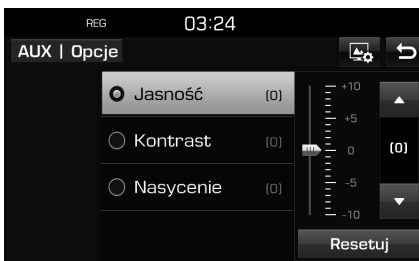 REG 03:24
AUX | Opcje
Jasność (0)
Kontrast (0)
Nasycenie (0)
+10
+5
0
-5
-10
(0)
Resetuj